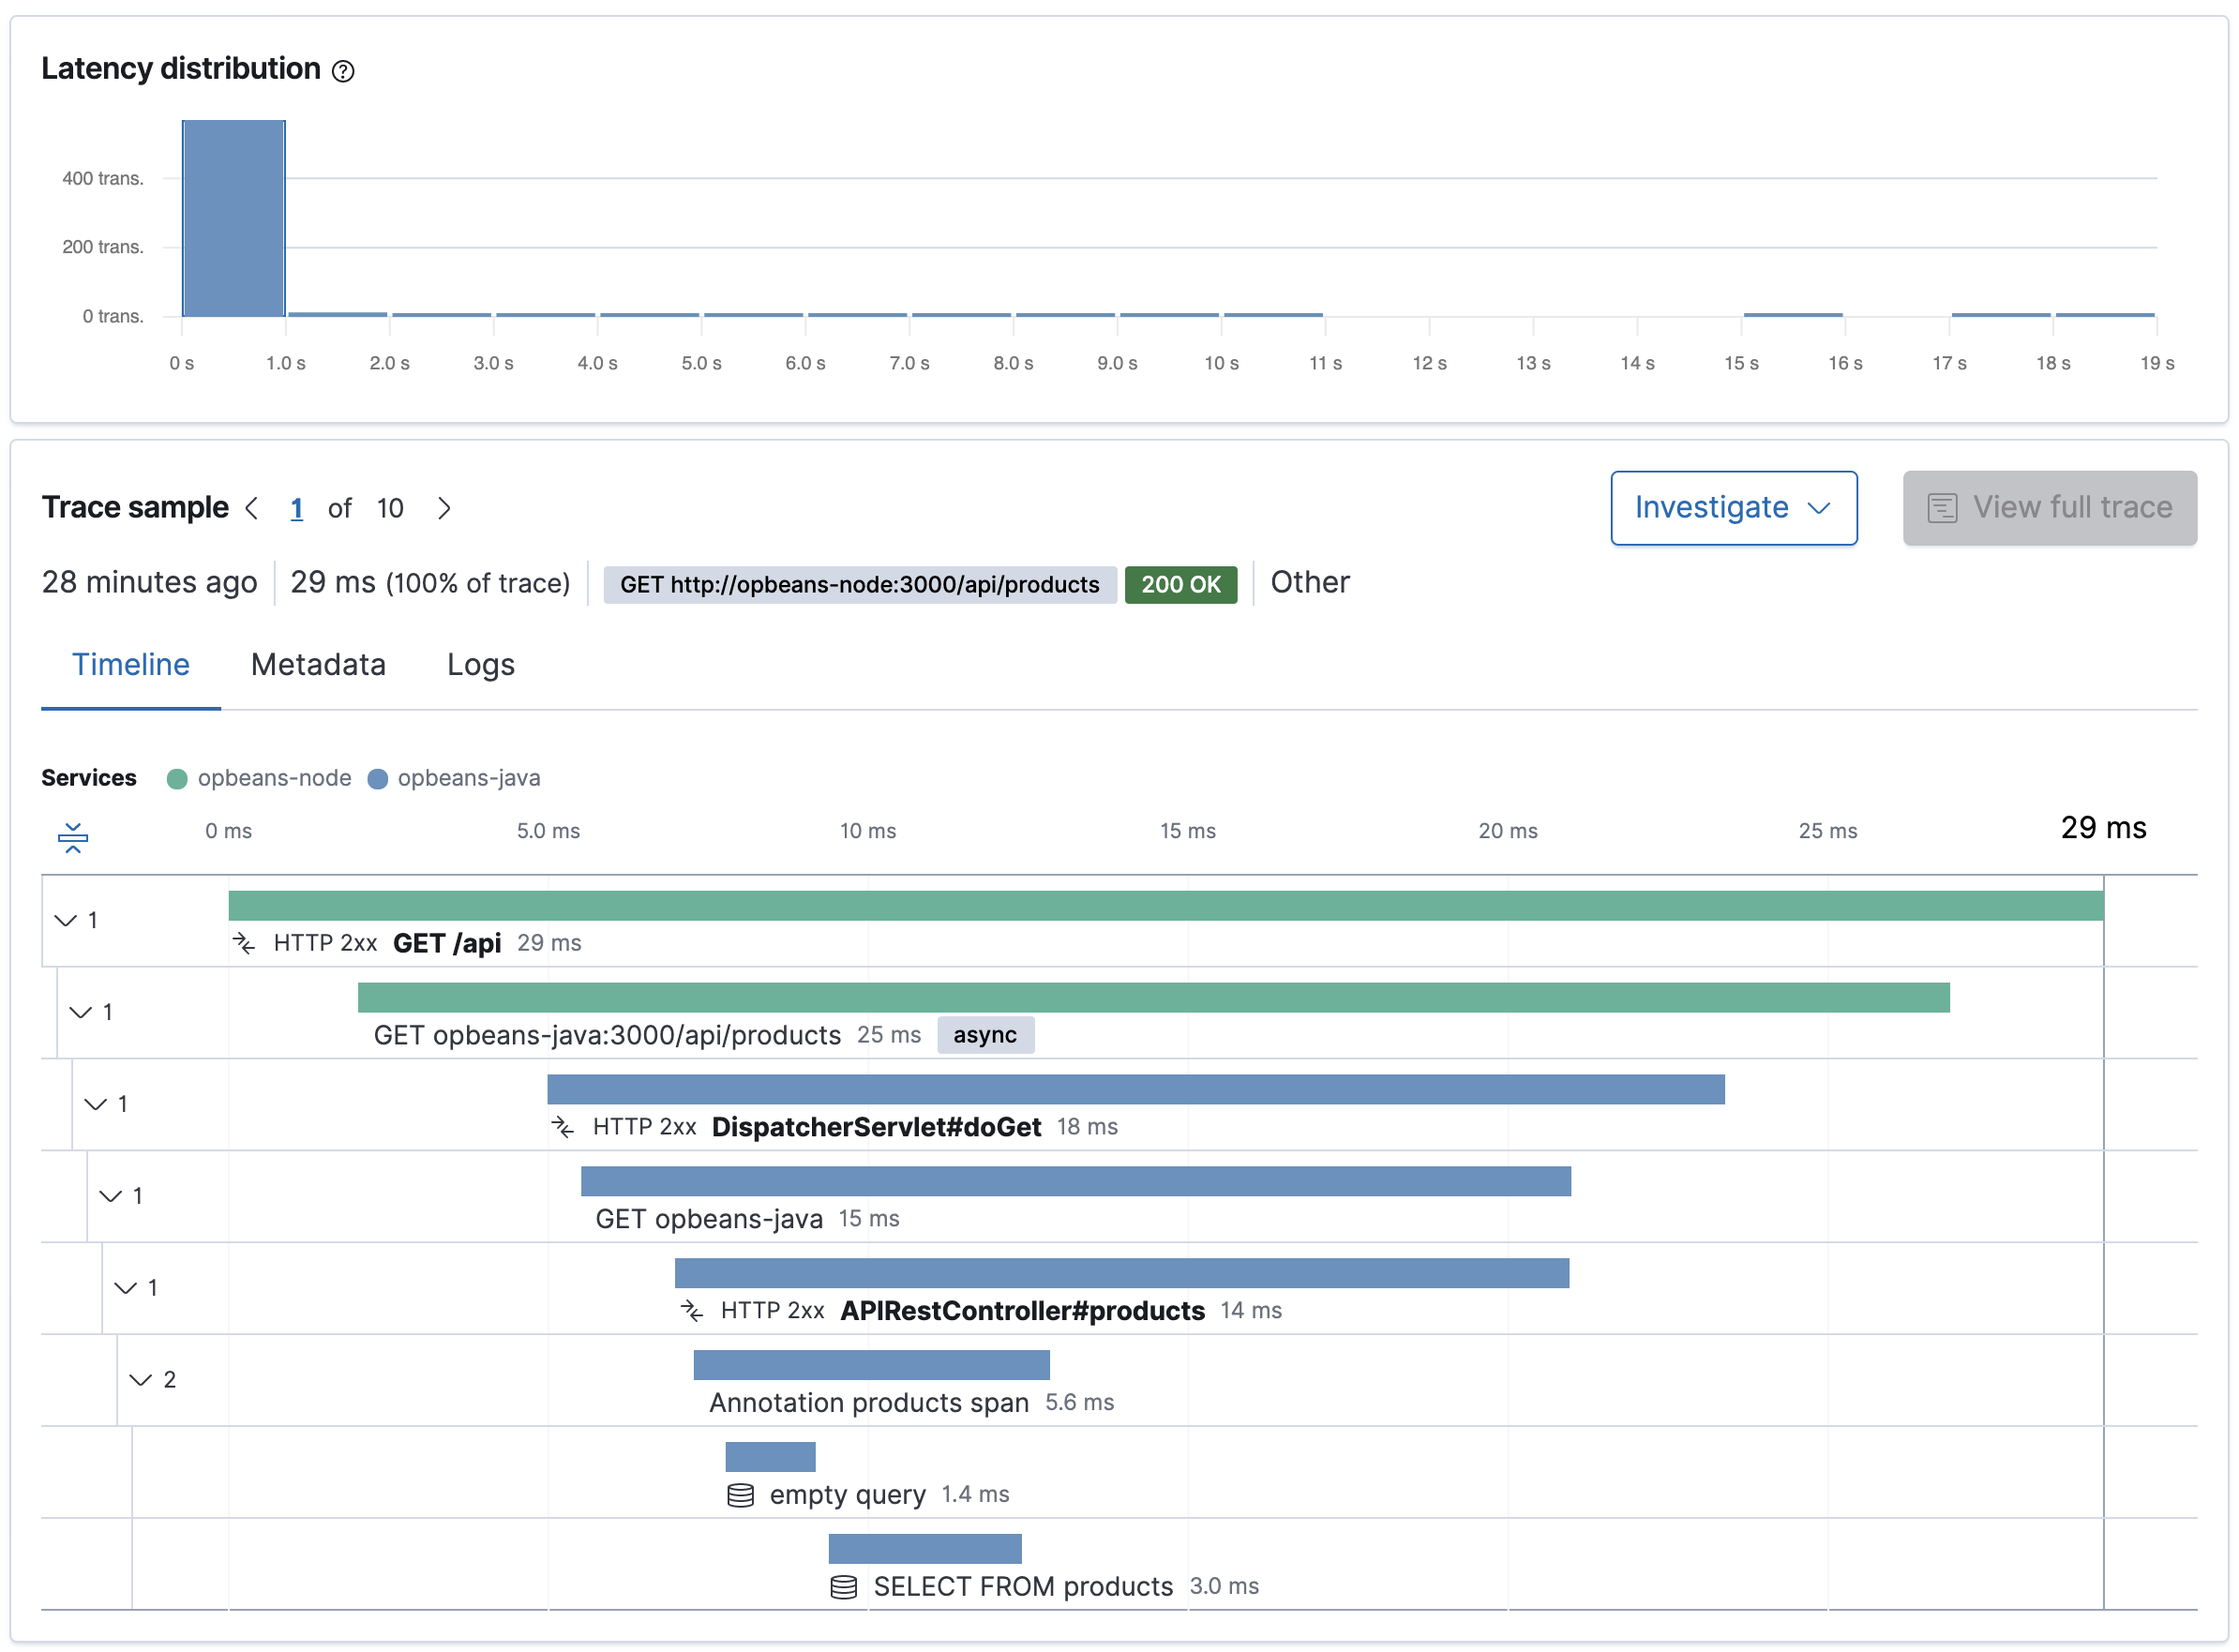 Latency distribution
400 trans.
200 trans.
0 trans.
0 s 1.0 s 2.0 s 3.0 s 4.0 s 5.0 s 6.0 s 7.0 s 8.0 s 9.0 s 10 s 11 s 12 s 13 s 14 s 15 s 16 s 17 s 18 s 19 s
Trace sample 1 of 10 Investigate View full trace
28 minutes ago 29 ms (100% of trace) GET http://opbeans-node:3000/api/products 200 OK Other
Timeline Metadata Logs
Services opbeans-node opbeans-java
0 ms 5.0 ms 10 ms 15 ms 20 ms 25 ms 29 ms
1
HTTP 2xx GET /api 29 ms
1
GET opbeans-java:3000/api/products 25 ms async
1
HTTP 2xx DispatcherServlet#doGet 18 ms
1
GET opbeans-java 15 ms
1
HTTP 2xx APIRestController#products 14 ms
2
Annotation products span 5.6 ms
empty query 1.4 ms
SELECT FROM products 3.0 ms